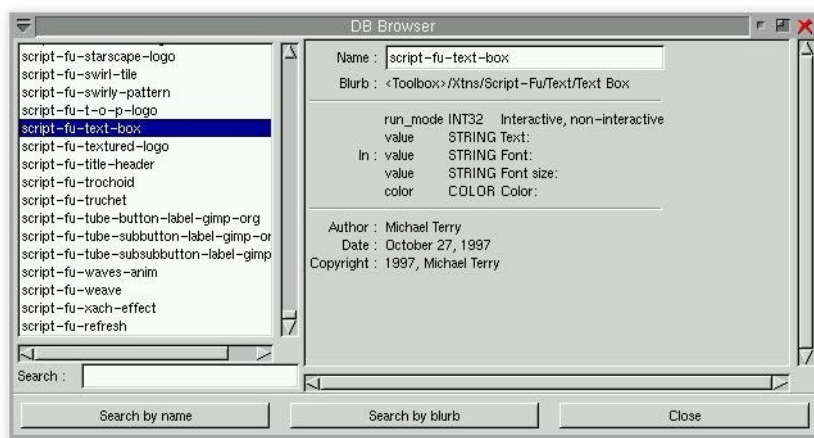 DB Browser
script-fu-starscape-logo
script-fu-swirl-tile
script-fu-swirly-pattern
script-fu-t-o-p-logo
script-fu-text-box
script-fu-textured-logo
script-fu-title-header
script-fu-trochoid
script-fu-truchet
script-fu-tube-button-label-gimp-org
script-fu-tube-subbutton-label-gimp-or
script-fu-tube-subsubbutton-label-gimp
script-fu-waves-anim
script-fu-weave
script-fu-xach-effect
script-fu-refresh
Search :
Name : script-fu-text-box
Blurb : <Toolbox>/Xtns/Script-Fu/Text/Text Box
run_mode INT32 Interactive, non-interactive
value STRING Text:
In : value STRING Font:
value STRING Font size:
color COLOR Color:
Author : Michael Terry
Date : October 27, 1997
Copyright : 1997, Michael Terry
Search by name
Search by blurb
Close